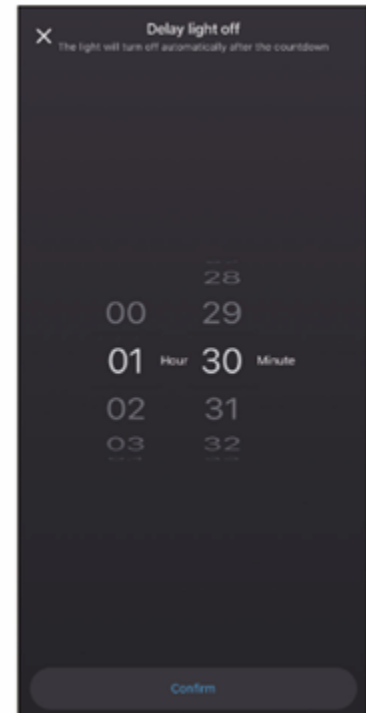 Delay light off
The light will turn off automatically after the countdown
28
00 29
01 Hour 30 Minute
02 31
03 32
Confirm